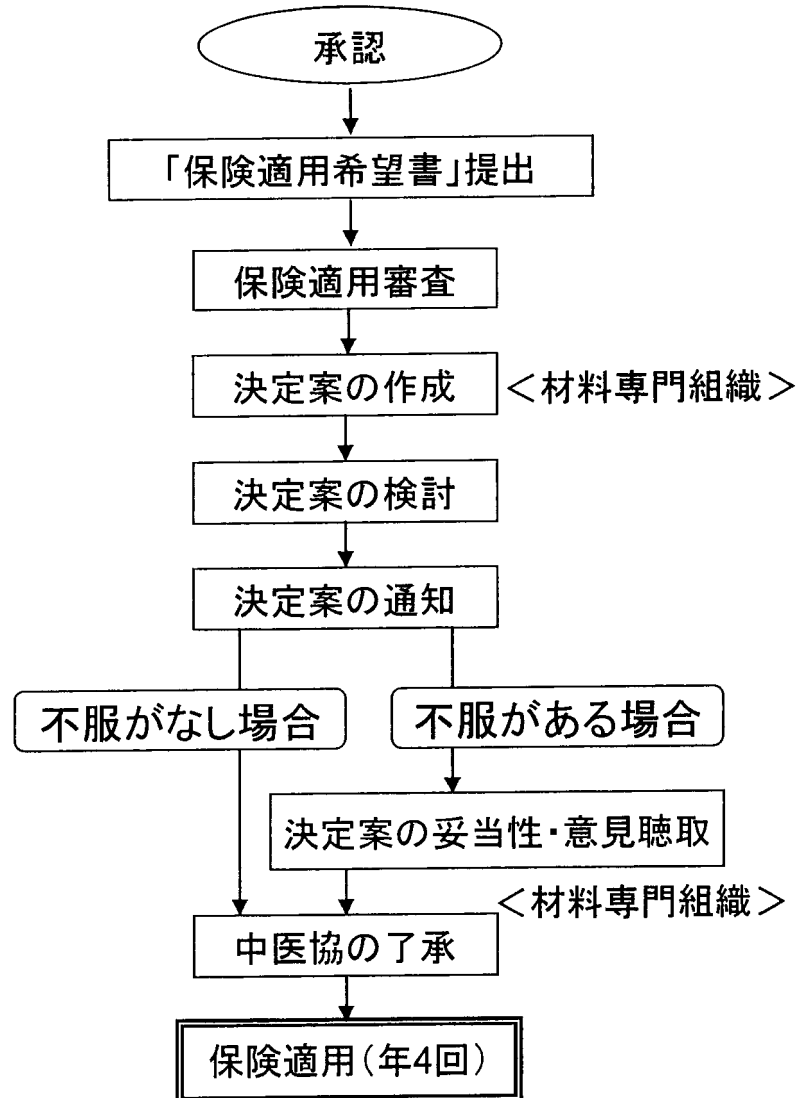 承認
「保険適用希望書」提出
保険適用審査
決定案の作成
＜材料専門組織＞
決定案の検討
決定案の通知
不服がなし場合
不服がある場合
決定案の妥当性・意見聴取
＜材料専門組織＞
中医協の了承
保険適用(年4回)